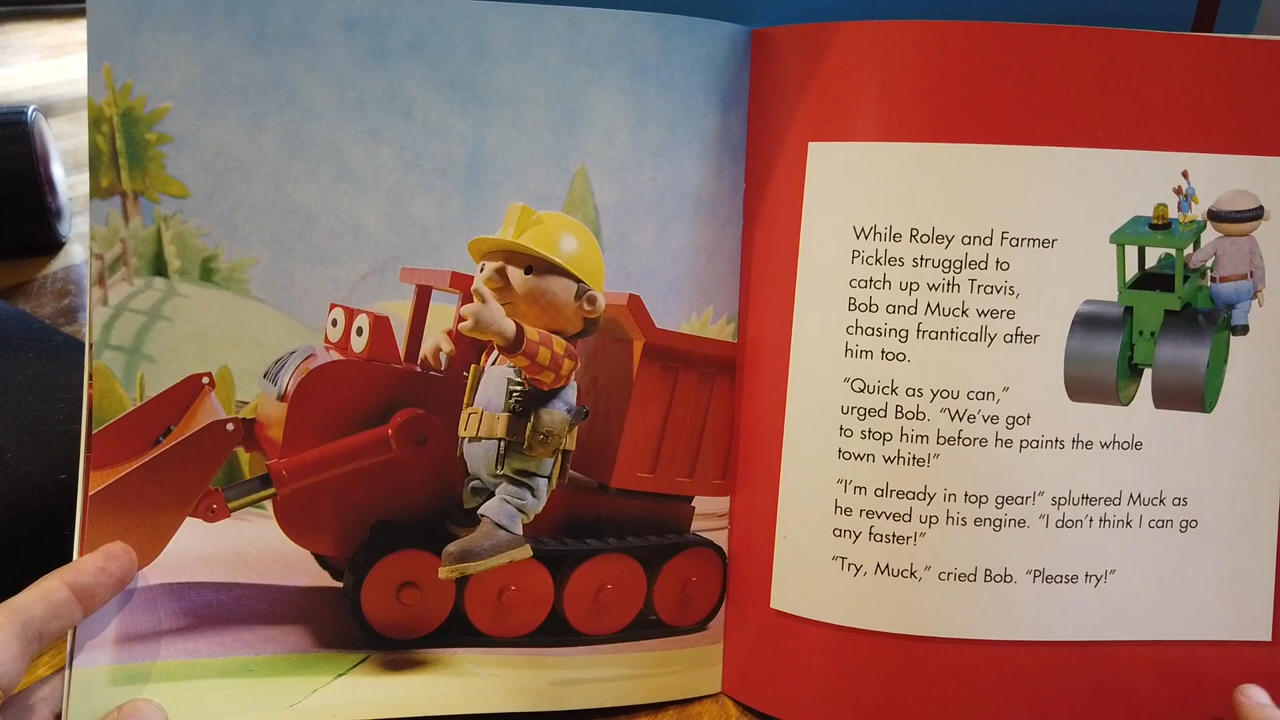 While Roley and Farmer
Pickles struggled to
catch up with Travis,
Bob and Muck were
chasing frantically after
him too.
“Quick as you can,”
urged Bob. “We’ve got
to stop him before he paints the whole
town white!”
“I’m already in top gear!” spluttered Muck as
he revved up his engine. “I don’t think I can go
any faster!”
“Try, Muck,” cried Bob. “Please try!”